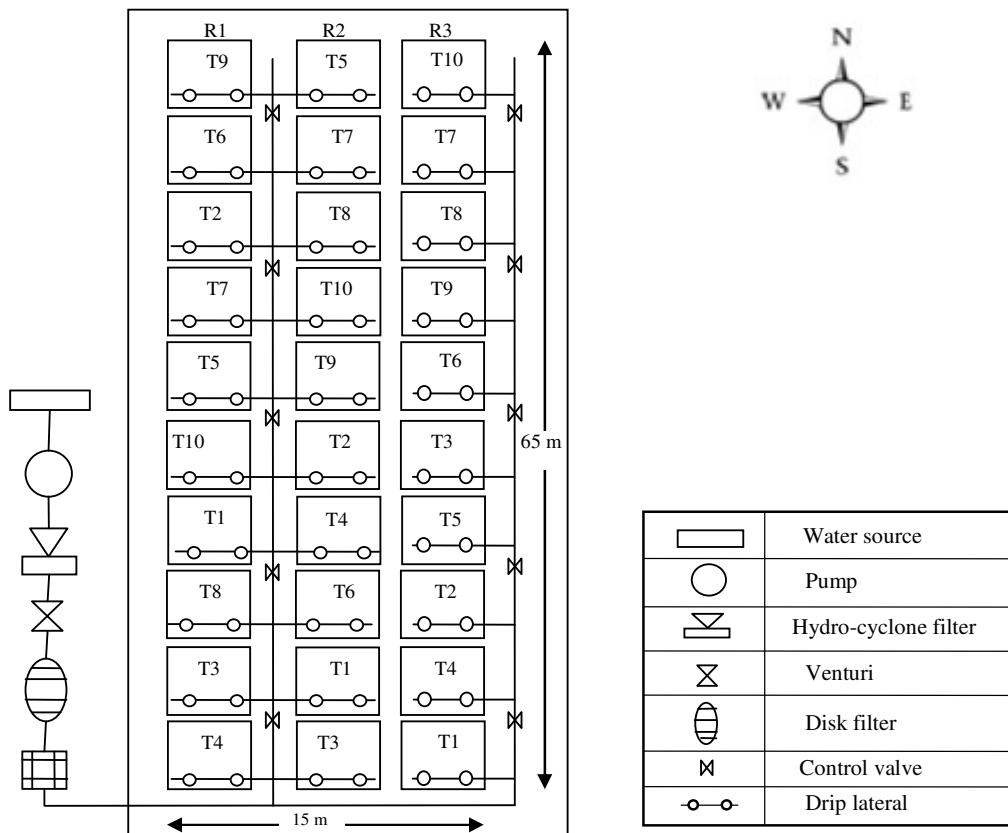 R1 R2 R3
T9 T5 T10
T6 T7 T7
T2 T8 T8
T7 T10 T9
T5 T9 T6
T10 T2 T3
T1 T4 T5
T8 T6 T2
T3 T1 T4
T4 T3 T1
65 m
15 m
N
W E
S
Water source
Pump
Hydro-cyclone filter
Venturi
Disk filter
Control valve
Drip lateral